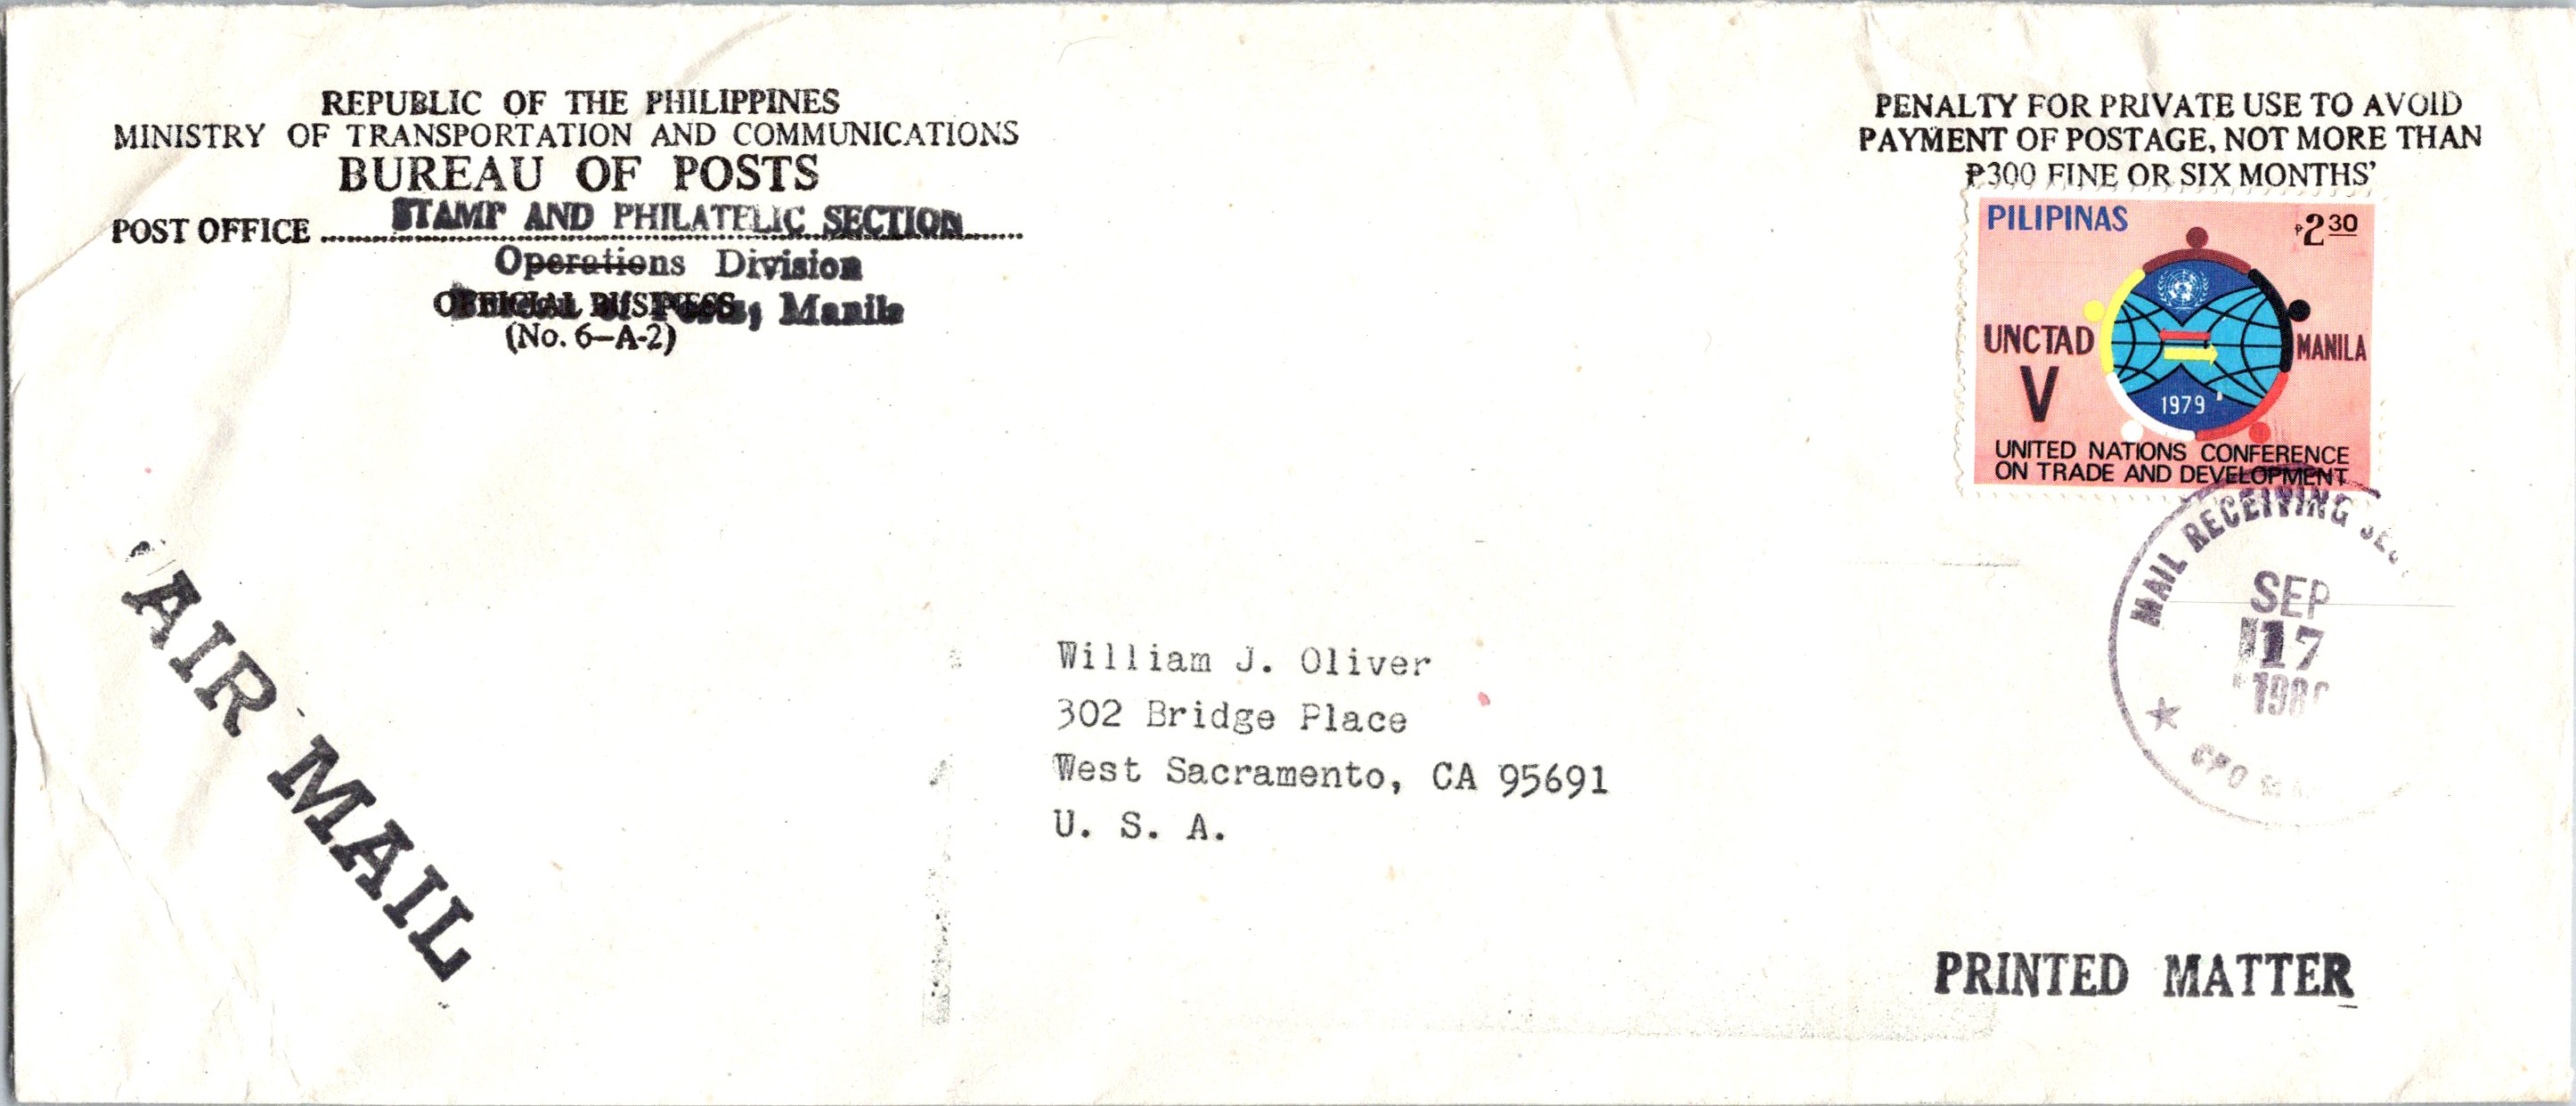 REPUBLIC OF THE PHILIPPINES
MINISTRY OF TRANSPORTATION AND COMMUNICATIONS
BUREAU OF POSTS
POST OFFICE
STAMP AND PHILATELIC SECTION
Operations Division
OFFICIAL BUSINESS
Manila
(No. 6—A-2)
PENALTY FOR PRIVATE USE TO AVOID
PAYMENT OF POSTAGE, NOT MORE THAN
₱300 FINE OR SIX MONTHS'
PILIPINAS
₱2 30
UNCTAD
V
MANILA
1979
UNITED NATIONS CONFERENCE
ON TRADE AND DEVELOPMENT
MAIL RECEIVING
SEP
17
AIR MAIL
William J. Oliver
302 Bridge Place
West Sacramento, CA 95691
U. S. A.
PRINTED MATTER